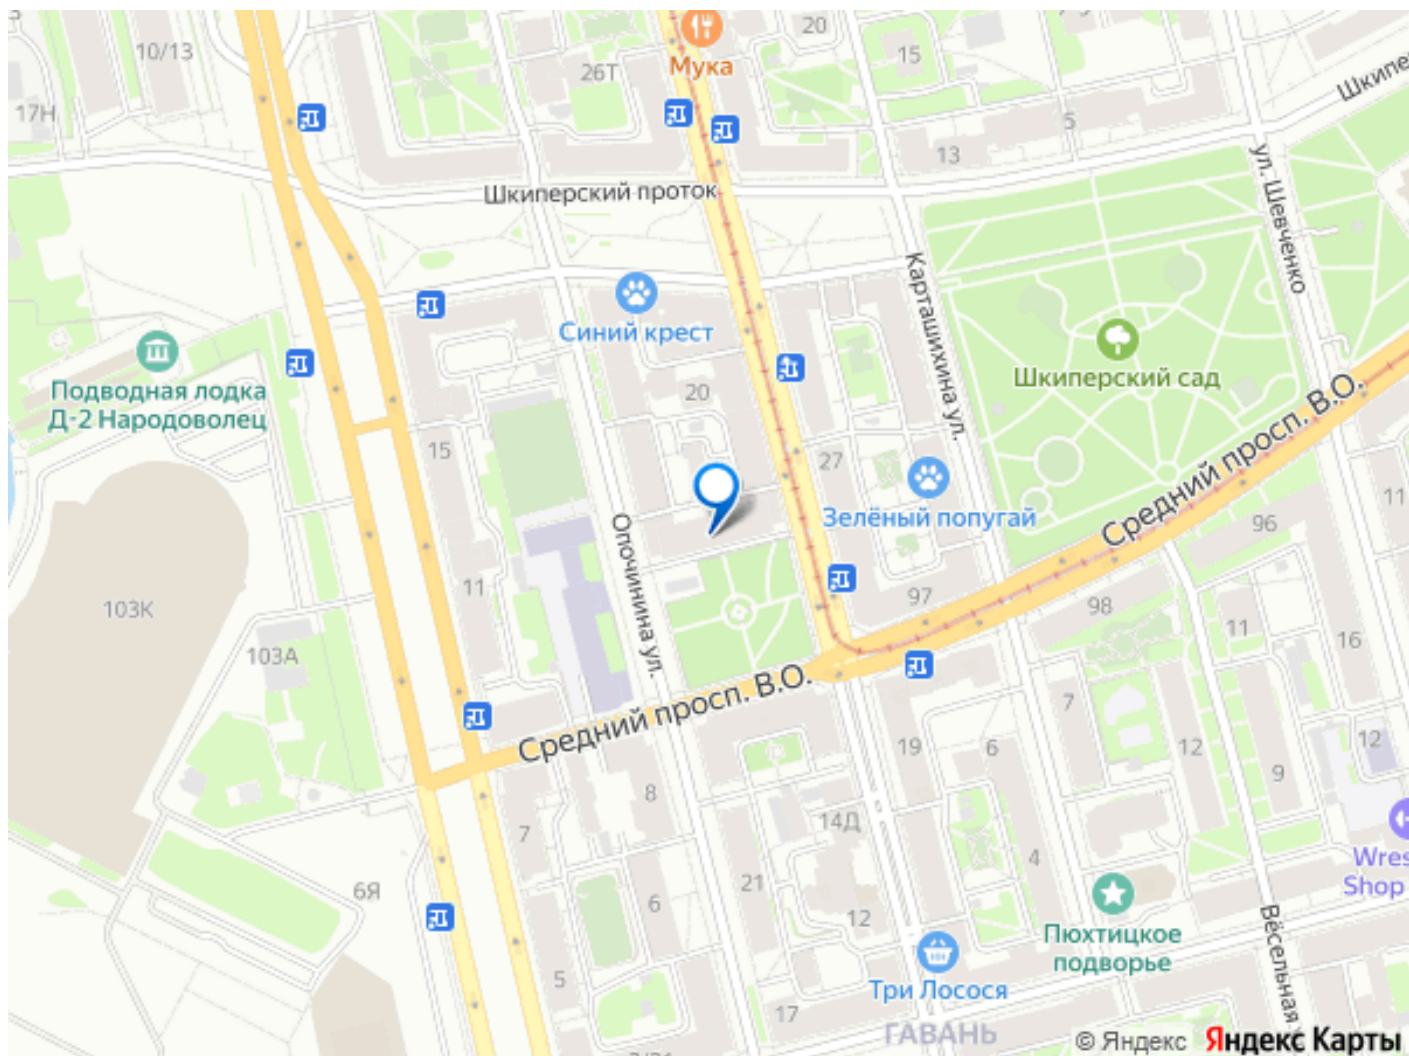 20
10/13
15
Мука
26Т
17Н
Шкипе
5
13
ул. Шевченко
Шкиперский проток
Карташихина ул.
Синий крест
Подводная лодка
Д-2 Народоволец
Шкиперский сад
20
15
27
Средний просп. В.О.
Зелёный попугай
11
96
Опочинина ул.
11
97
98
103К
103А
11
16
Средний просп. В.О.
7
19
6
12
12
9
8
7
14Д
4
Wres
Shop
21
6Я
6
12
Пюхтицкое
подворье
Вёсельная
5
Три Лосося
17
ГАВАНЬ
© Яндекс Яндекс Карты